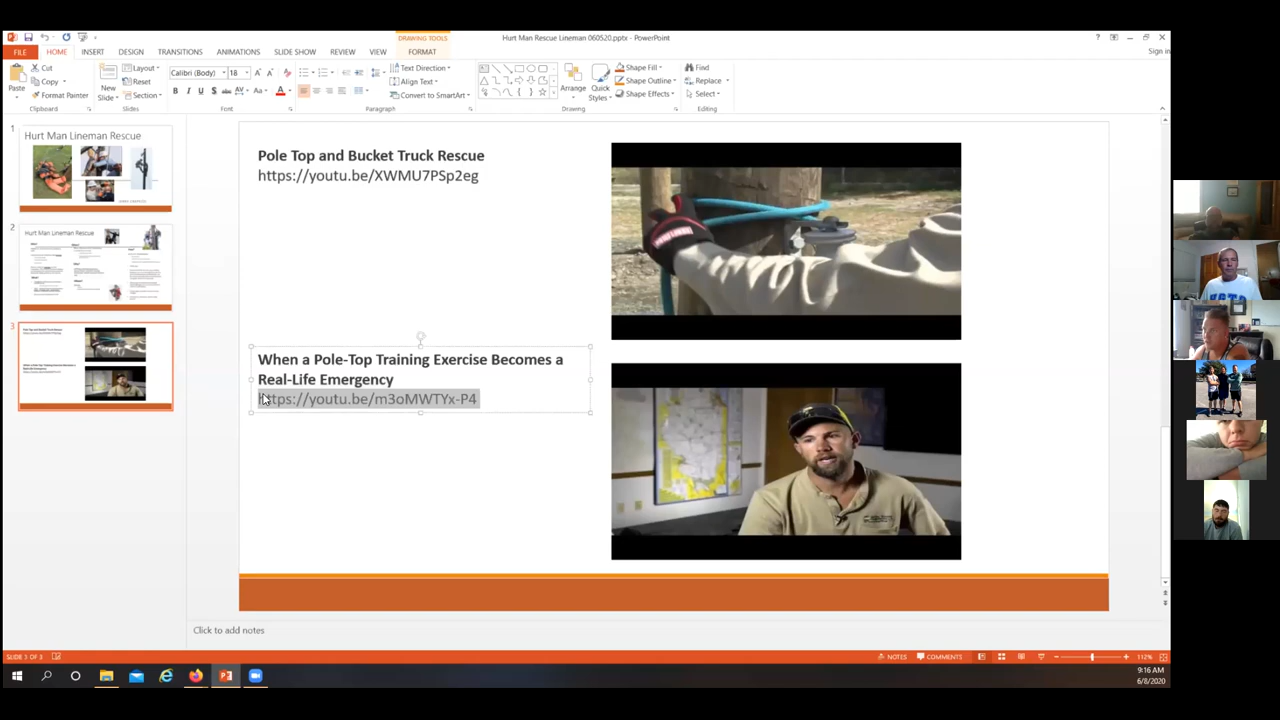 DRAWING TOOLS
Hurt Man Rescue Lineman 060520.pptx - PowerPoint
Sign in
FILE
HOME
INSERT
DESIGN
TRANSITIONS
ANIMATIONS
SLIDE SHOW
REVIEW
VIEW
FORMAT
Paste
Cut
Copy
Format Painter
Clipboard
New Slide
Layout
Reset
Section
Slides
Calibri (Body)
18
Font
Text Direction
Align Text
Convert to SmartArt
Paragraph
Arrange
Quick Styles
Shape Fill
Shape Outline
Shape Effects
Drawing
Find
Replace
Select
Editing
1
Hurt Man Lineman Rescue
2
Hurt Man Lineman Rescue
3
Pole Top and Bucket Truck Rescue
https://youtu.be/XWMU7PSp2eg
When a Pole-Top Training Exercise Becomes a
Real-Life Emergency
https://youtu.be/m3oMWTYx-P4
Click to add notes
SLIDE 3 OF 3
NOTES
COMMENTS
112%
9:16 AM
6/8/2020